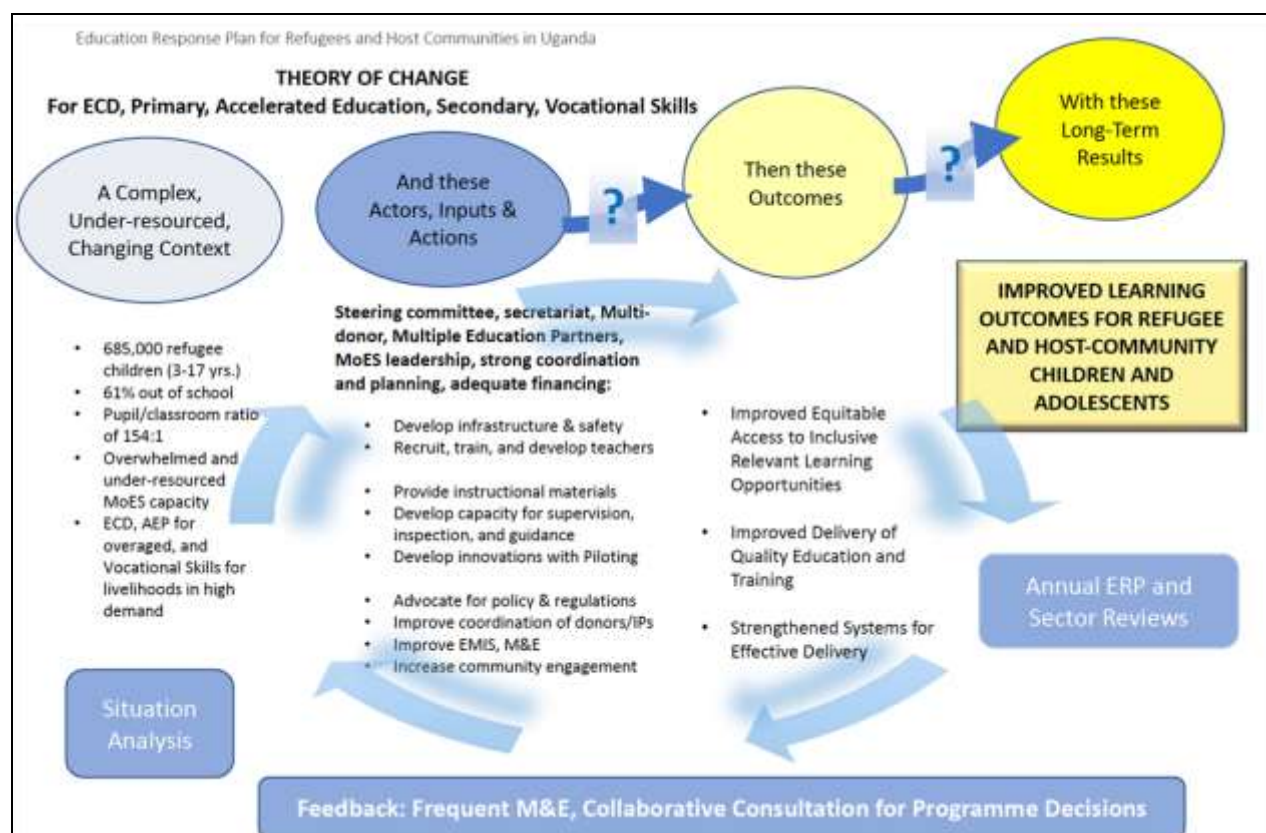 Education Response Plan for Refugees and Host Communities in Uganda
THEORY OF CHANGE
For ECD, Primary, Accelerated Education, Secondary, Vocational Skills
A Complex,
Under-resourced,
Changing Context
And these
Actors, Inputs &
Actions
?
Then these
Outcomes
?
With these
Long-Term
Results
• 685,000 refugee
children (3-17 yrs.)
• 61% out of school
• Pupil/classroom ratio
of 154:1
• Overwhelmed and
under-resourced
MoES capacity
• ECD, AEP for
overaged, and
Vocational Skills for
livelihoods in high
demand
Situation
Analysis
Steering committee, secretariat, Multi-
donor, Multiple Education Partners,
MoES leadership, strong coordination
and planning, adequate financing:
• Develop infrastructure & safety
• Recruit, train, and develop teachers
• Provide instructional materials
• Develop capacity for supervision,
inspection, and guidance
• Develop innovations with Piloting
• Advocate for policy & regulations
• Improve coordination of donors/IPs
• Improve EMIS, M&E
• Increase community engagement
• Improved Equitable
Access to Inclusive
Relevant Learning
Opportunities
• Improved Delivery of
Quality Education and
Training
• Strengthened Systems for
Effective Delivery
IMPROVED LEARNING
OUTCOMES FOR REFUGEE
AND HOST-COMMUNITY
CHILDREN AND
ADOLESCENTS
Annual ERP and
Sector Reviews
Feedback: Frequent M&E, Collaborative Consultation for Programme Decisions